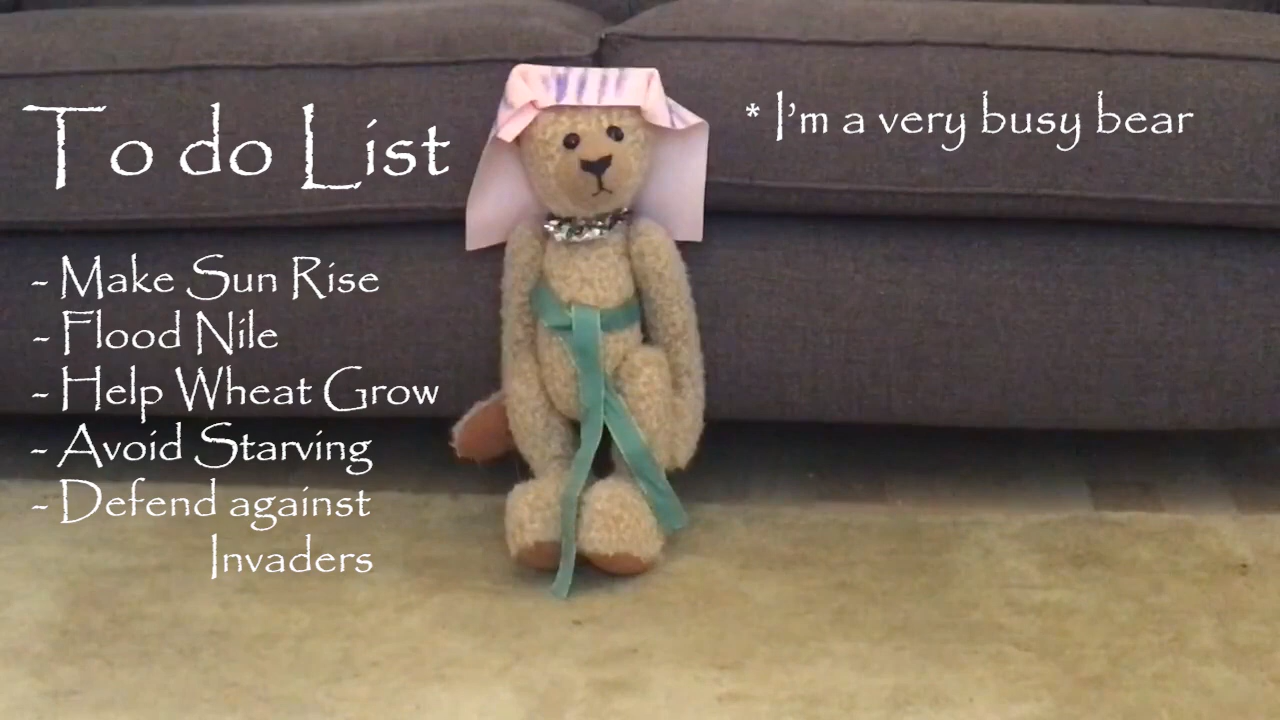 To do List
* I'm a very busy bear
- Make Sun Rise
- Flood Nile
- Help Wheat Grow
- Avoid Starving
- Defend against
Invaders